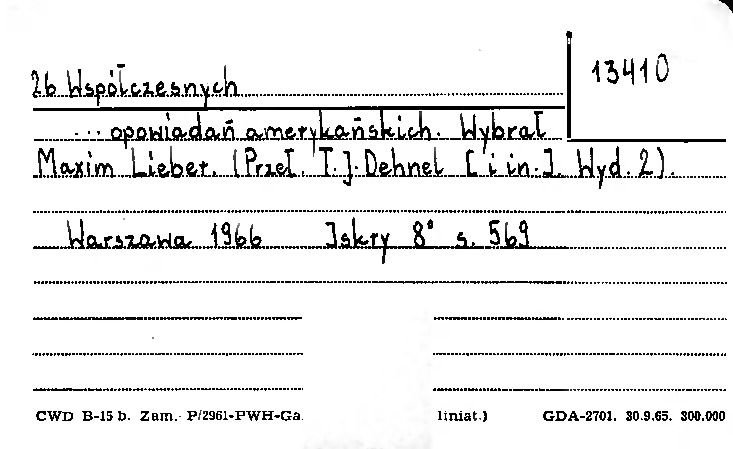 26 Współczesnych
13410
... opowiadań amerykańskich. Wybrał
Maxim Lieber. (Przeł. T.J. Dehnel [i in.]. Wyd. 2).
Warszawa 1966 Iskry 8° s. 569
CWD B-15 b. Zam. P/2961-PWH-Ga liniat.) GDA-2701. 30.9.65. 300.000